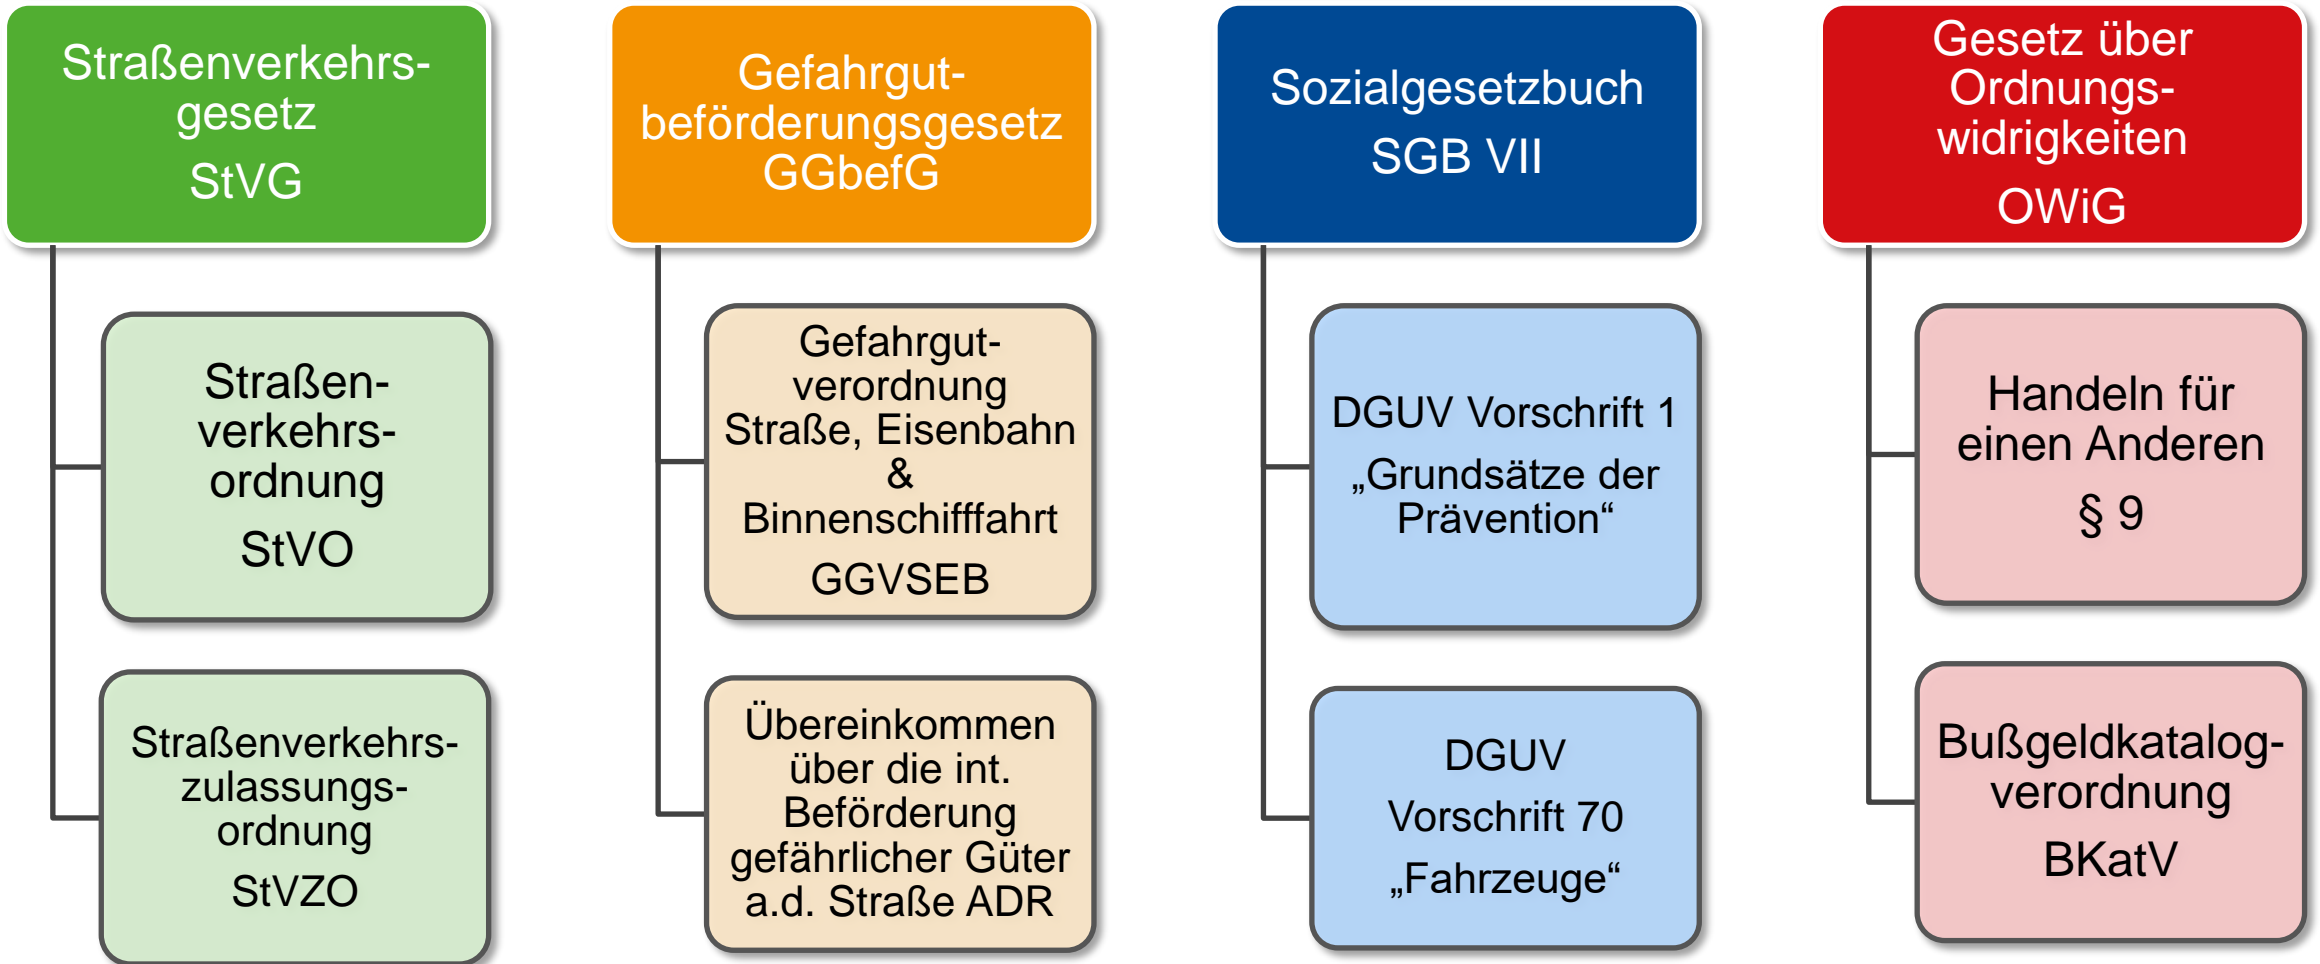 Straßenverkehrs-
gesetz
StVG
Gefahrgut-
beförderungsgesetz
GGbefG
Sozialgesetzbuch
SGB VII
Gesetz über
Ordnungs-
widrigkeiten
OWiG
Straßen-
verkehrs-
ordnung
StVO
Gefahrgut-
verordnung
Straße, Eisenbahn
&
Binnenschifffahrt
GGVSEB
DGUV Vorschrift 1
„Grundsätze der
Prävention“
Handeln für
einen Anderen
§ 9
Straßenverkehrs-
zulassungs-
ordnung
StVZO
Übereinkommen
über die int.
Beförderung
gefährlicher Güter
a.d. Straße ADR
DGUV
Vorschrift 70
„Fahrzeuge“
Bußgeldkatalog-
verordnung
BKatV